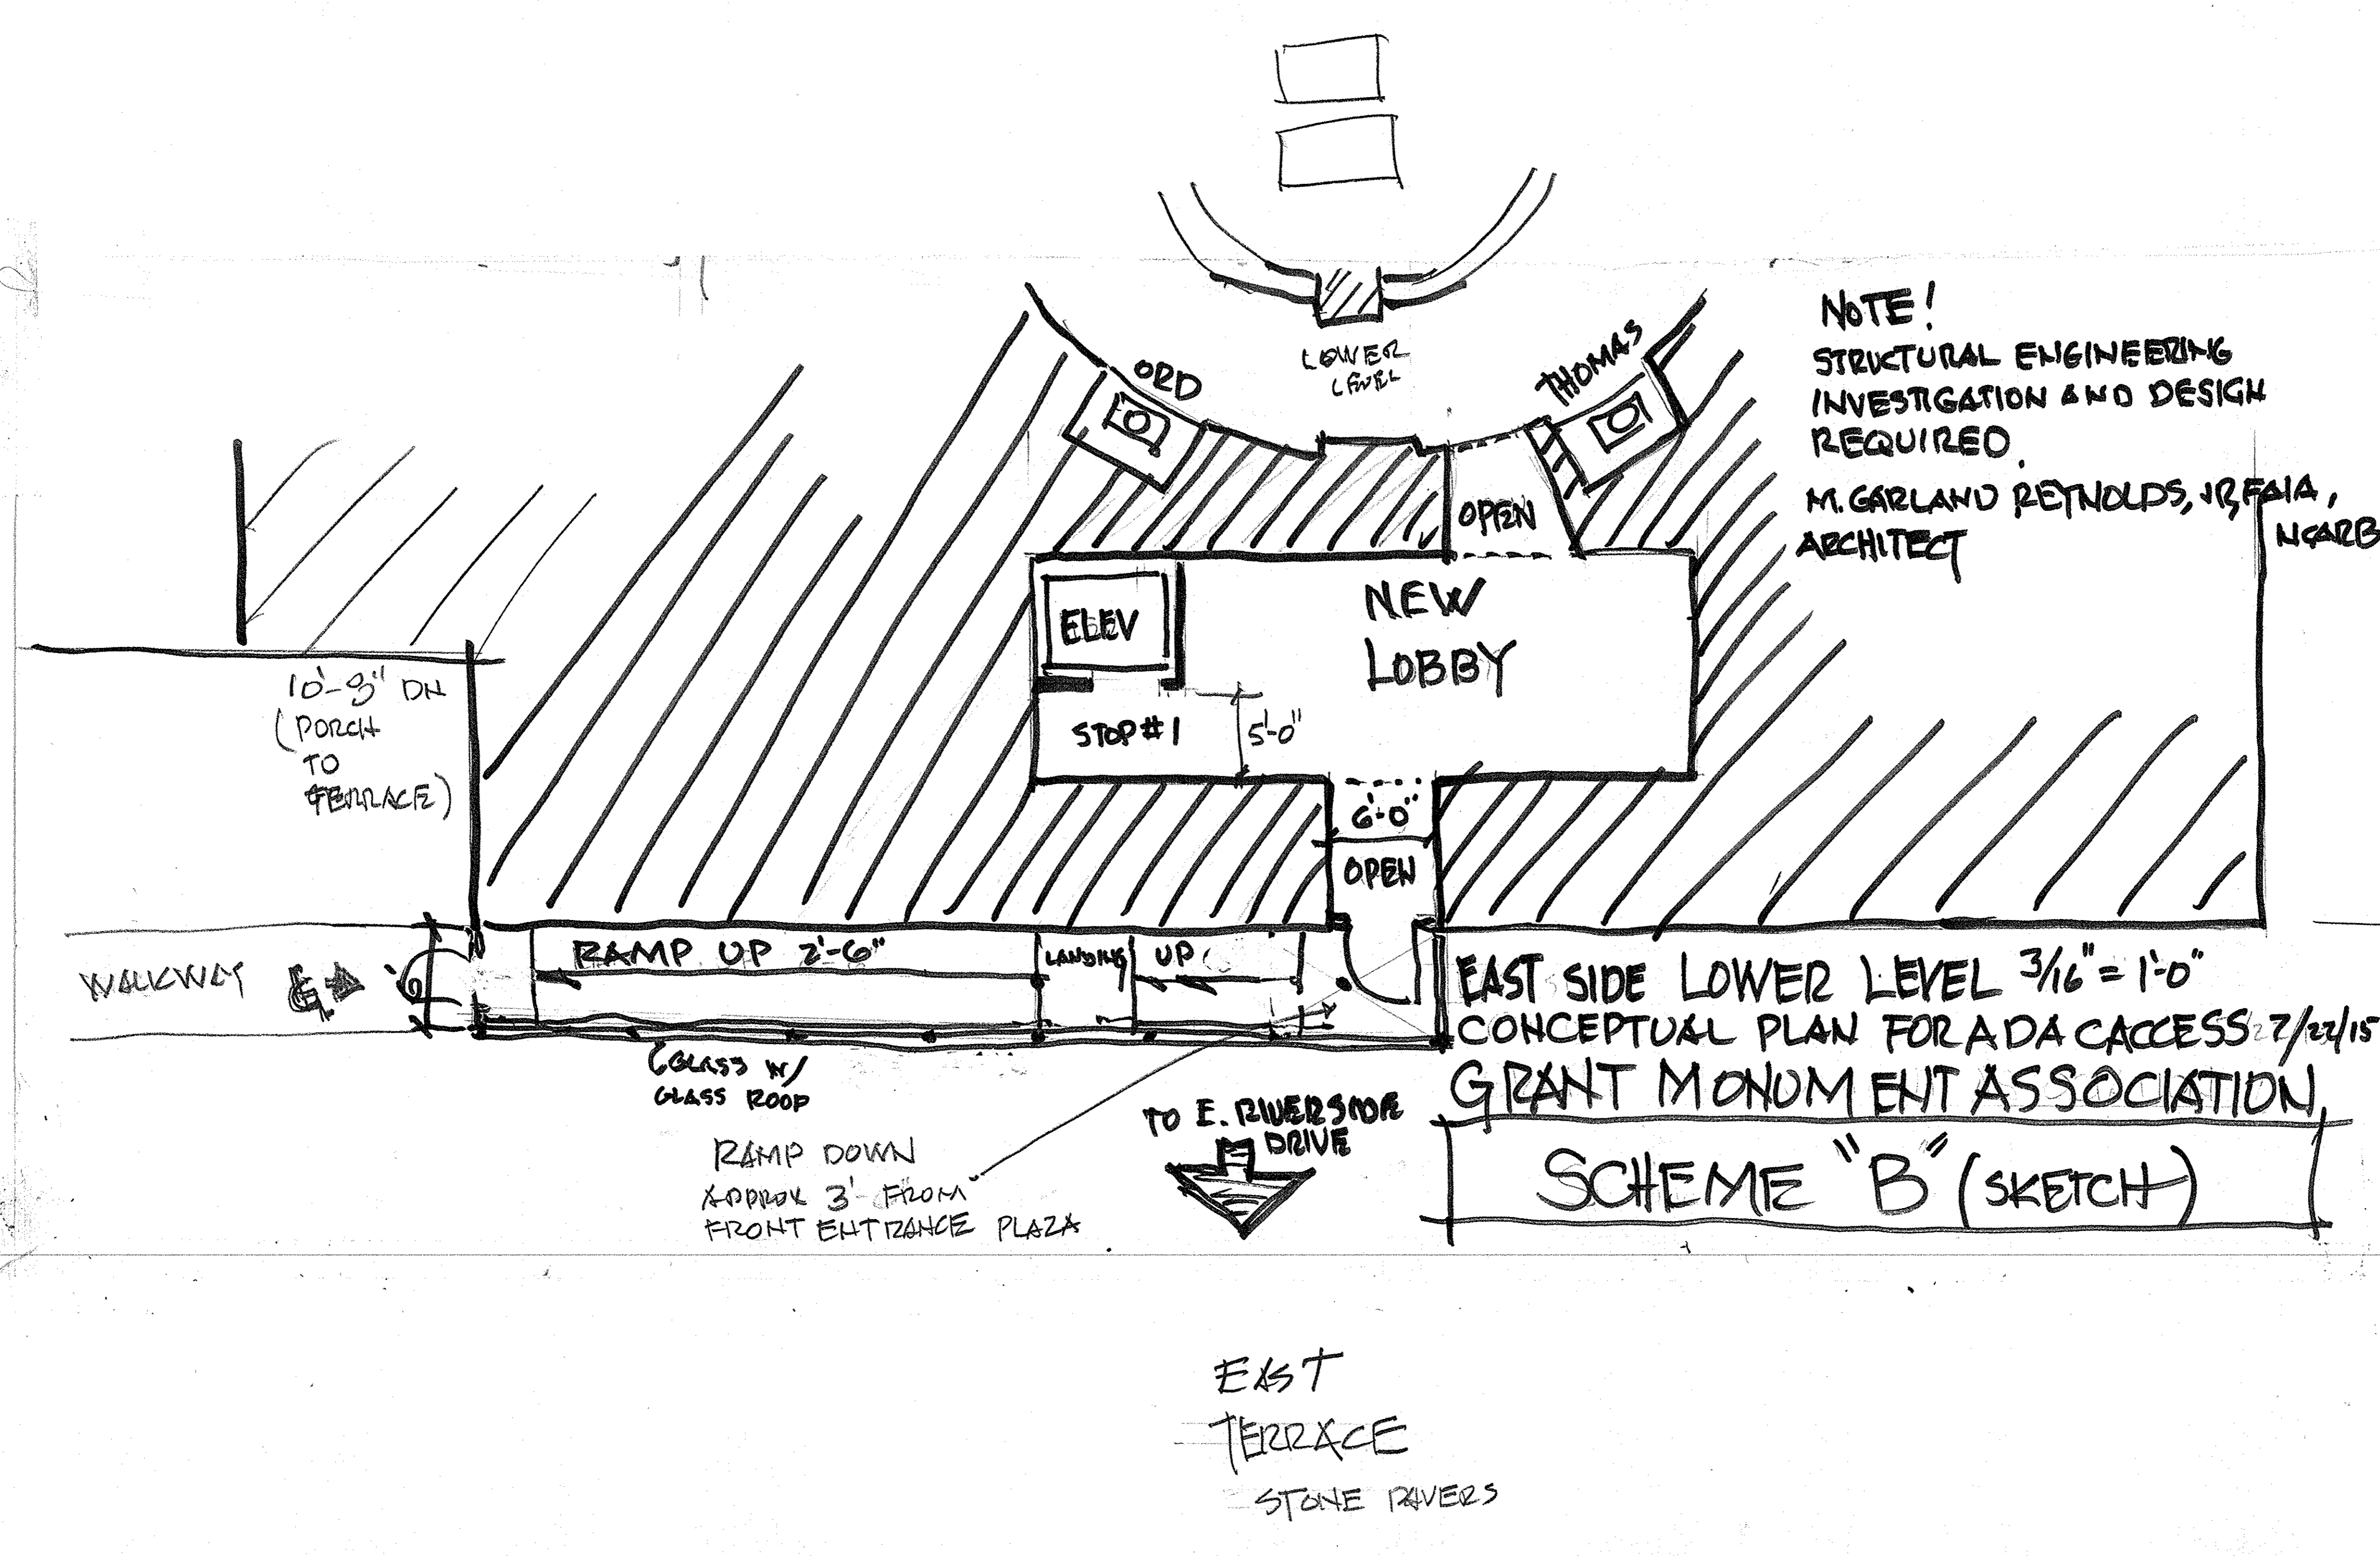 LOWER
LEVEL
ORD
THOMAS
NOTE!
STRUCTURAL ENGINEERING
INVESTIGATION AND DESIGN
REQUIRED.
M. GARLAND REYNOLDS, JR, FAIA,
NCARB
ARCHITECT
OPEN
NEW
LOBBY
ELEV
STOP #1
5'-0"
10'-3" DN
(PORCH
TO
TERRACE)
6'-0"
OPEN
WALKWAY
6'
RAMP UP 2'-6"
LANDING
UP
GLASS W/
GLASS ROOF
RAMP DOWN
APPROX 3' FROM
FRONT ENTRANCE PLAZA
TO E. RIVERSIDE
DRIVE
EAST SIDE LOWER LEVEL 3/16" = 1'-0"
CONCEPTUAL PLAN FOR ADA CACCESS 7/22/15
GRANT MONUMENT ASSOCIATION
SCHEME "B" (SKETCH)
EAST
TERRACE
STONE PAVERS